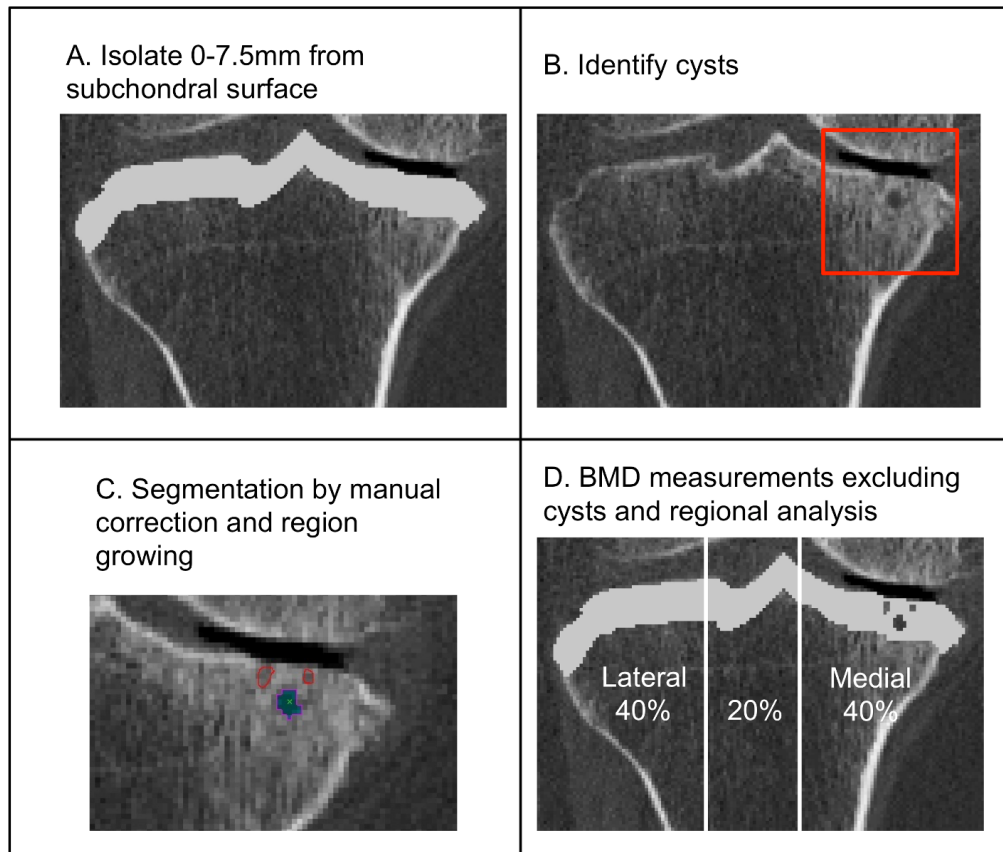 A. Isolate 0-7.5mm from
subchondral surface
B. Identify cysts
C. Segmentation by manual
correction and region
growing
D. BMD measurements excluding
cysts and regional analysis
Lateral
40%
20%
Medial
40%